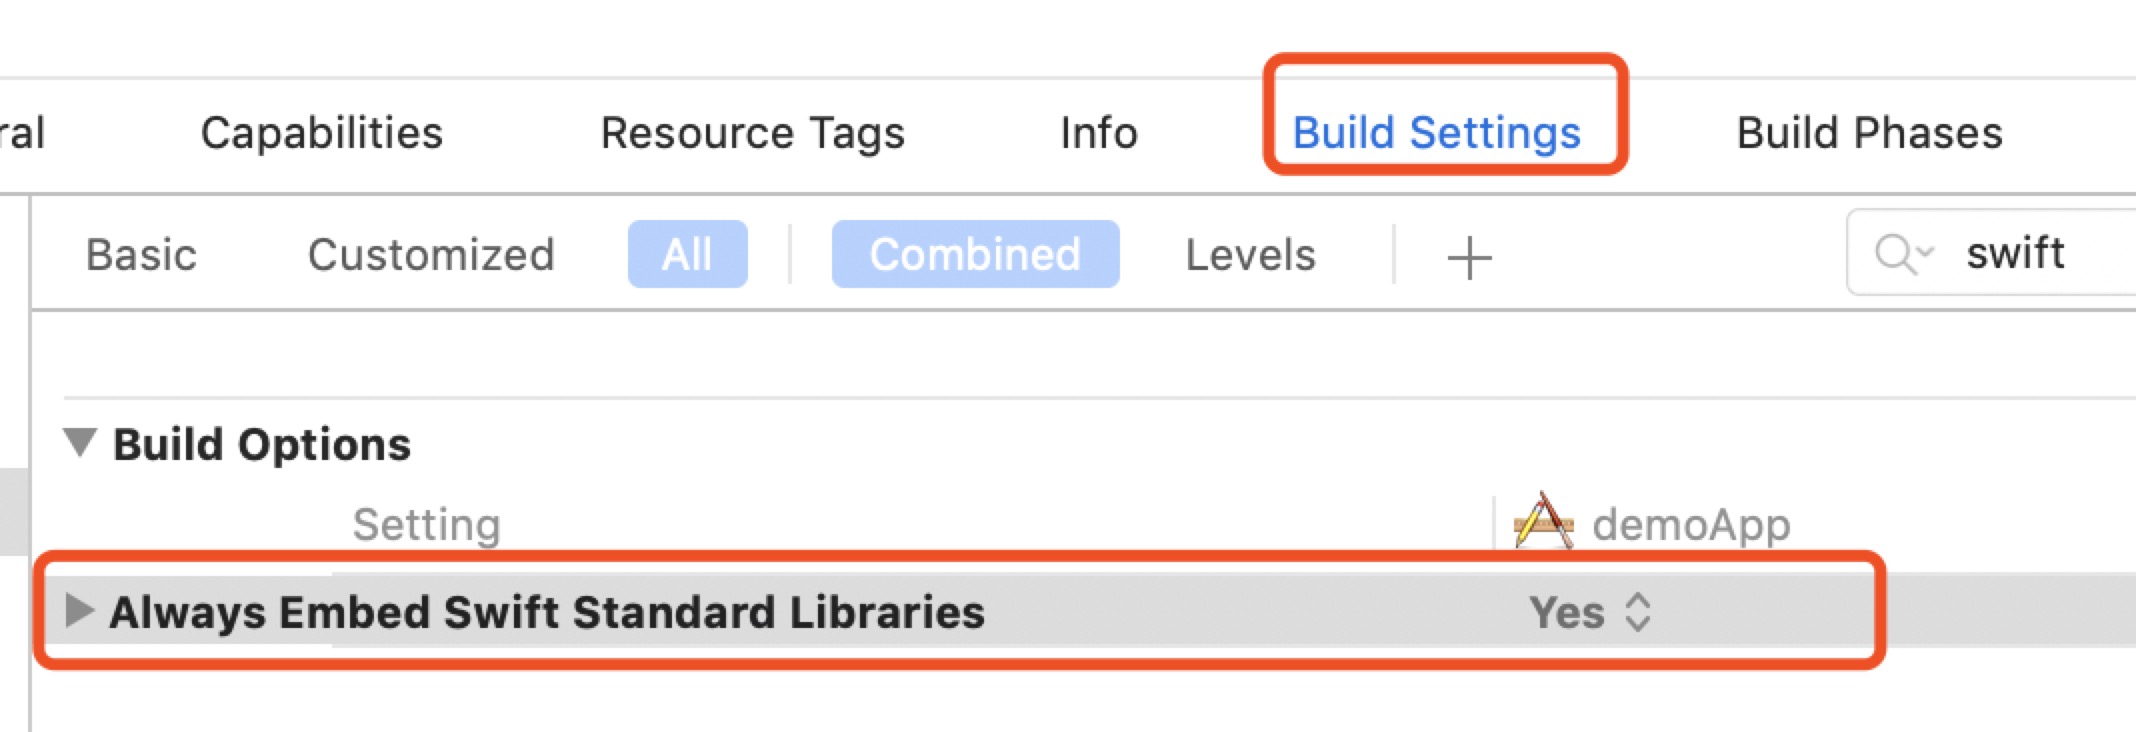 ral Capabilities Resource Tags Info Build Settings Build Phases
Basic Customized All Combined Levels + swift
Build Options
Setting demoApp
Always Embed Swift Standard Libraries Yes